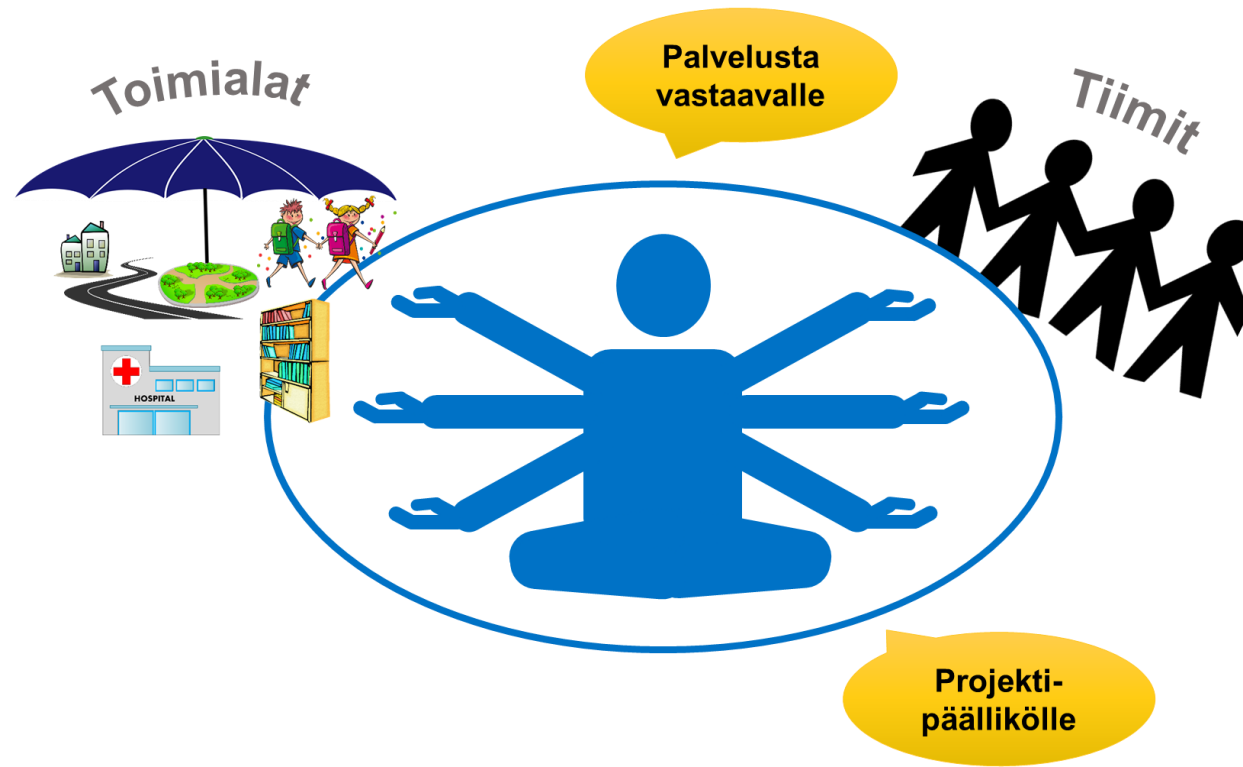 Toimialat
Palvelusta
vastaavalle
Tiimit
HOSPITAL
Projekti-
päällikölle